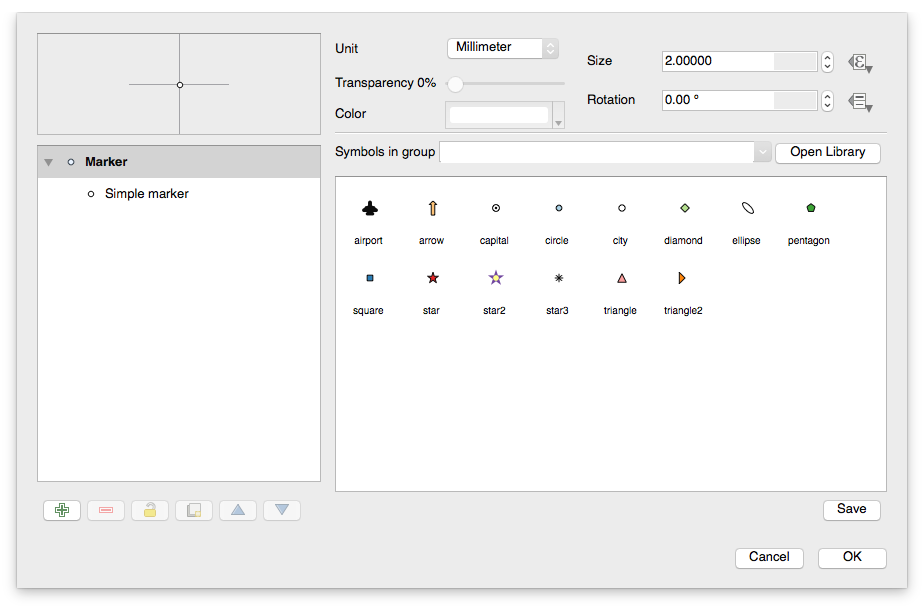 Unit
Millimeter
Transparency 0%
Color
Size
2.00000
Rotation
0.00 °
ε
Marker
Simple marker
Symbols in group
Open Library
airport arrow capital circle city diamond ellipse pentagon
square star star2 star3 triangle triangle2
Save
Cancel OK